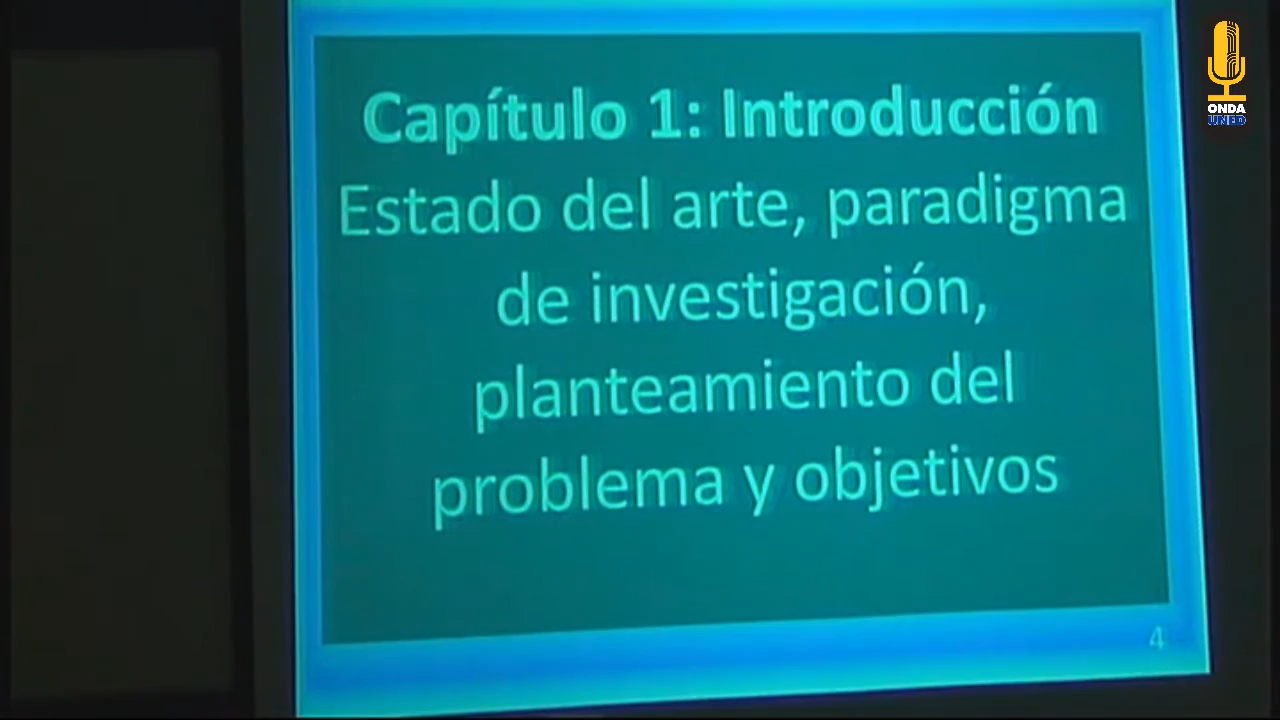 Capítulo 1: Introducción
Estado del arte, paradigma
de investigación,
planteamiento del
problema y objetivos
4
ONDA
UNED